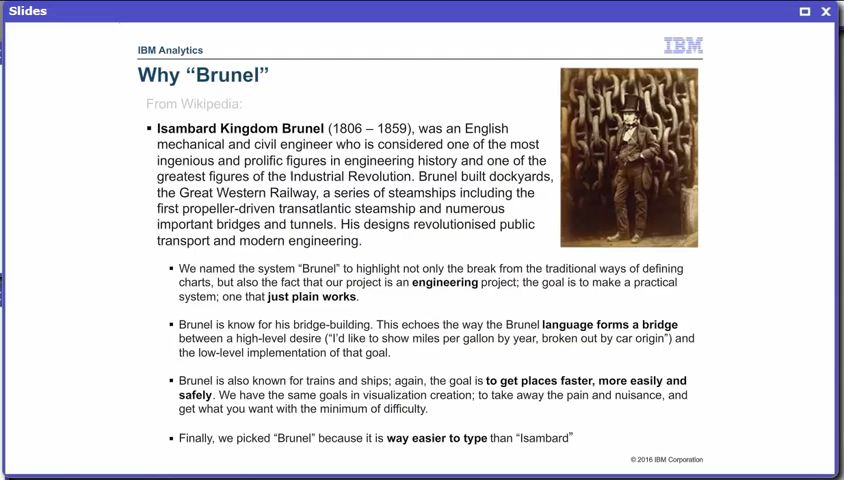 Slides
IBM Analytics
IBM
Why “Brunel”
From Wikipedia:
▪ Isambard Kingdom Brunel (1806 – 1859), was an English
mechanical and civil engineer who is considered one of the most
ingenious and prolific figures in engineering history and one of the
greatest figures of the Industrial Revolution. Brunel built dockyards,
the Great Western Railway, a series of steamships including the
first propeller-driven transatlantic steamship and numerous
important bridges and tunnels. His designs revolutionised public
transport and modern engineering.
▪ We named the system “Brunel” to highlight not only the break from the traditional ways of defining
charts, but also the fact that our project is an engineering project; the goal is to make a practical
system; one that just plain works.
▪ Brunel is know for his bridge-building. This echoes the way the Brunel language forms a bridge
between a high-level desire (“I’d like to show miles per gallon by year, broken out by car origin”) and
the low-level implementation of that goal.
▪ Brunel is also known for trains and ships; again, the goal is to get places faster, more easily and
safely. We have the same goals in visualization creation; to take away the pain and nuisance, and
get what you want with the minimum of difficulty.
▪ Finally, we picked “Brunel” because it is way easier to type than “Isambard”
© 2016 IBM Corporation